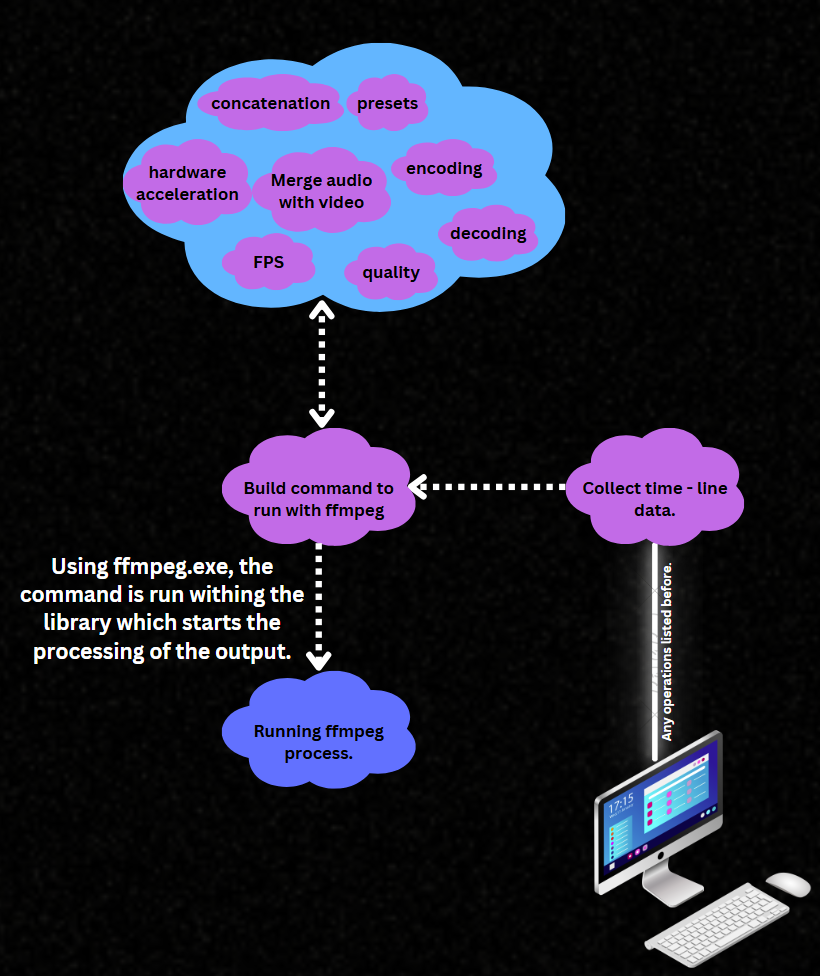 concatenation
presets
hardware
acceleration
Merge audio
with video
encoding
decoding
FPS
quality
Build command to
run with ffmpeg
Collect time - line
data.
Using ffmpeg.exe, the
command is run withing the
library which starts the
processing of the output.
Any operations listed before.
Running ffmpeg
process.
17:15